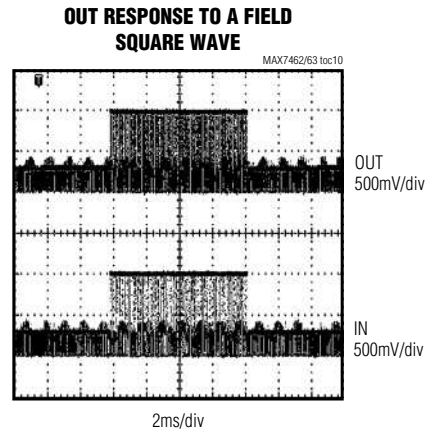 OUT RESPONSE TO A FIELD
SQUARE WAVE
MAX7462/63 toc10
OUT
500mV/div
IN
500mV/div
2ms/div